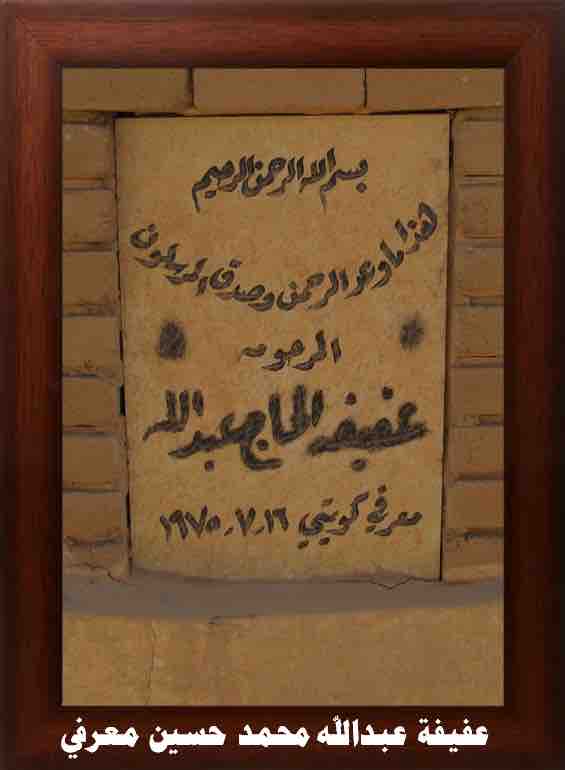 بسم الله الرحمن الرحيم
هذا ما وعد الرحمن وصدق المرسلون
المرحومه
عفيفه الحاج عبدالله
معرفي كويتي ١٩٧٥٫٧٫١٦
عفيفة عبدالله محمد حسين معرفي